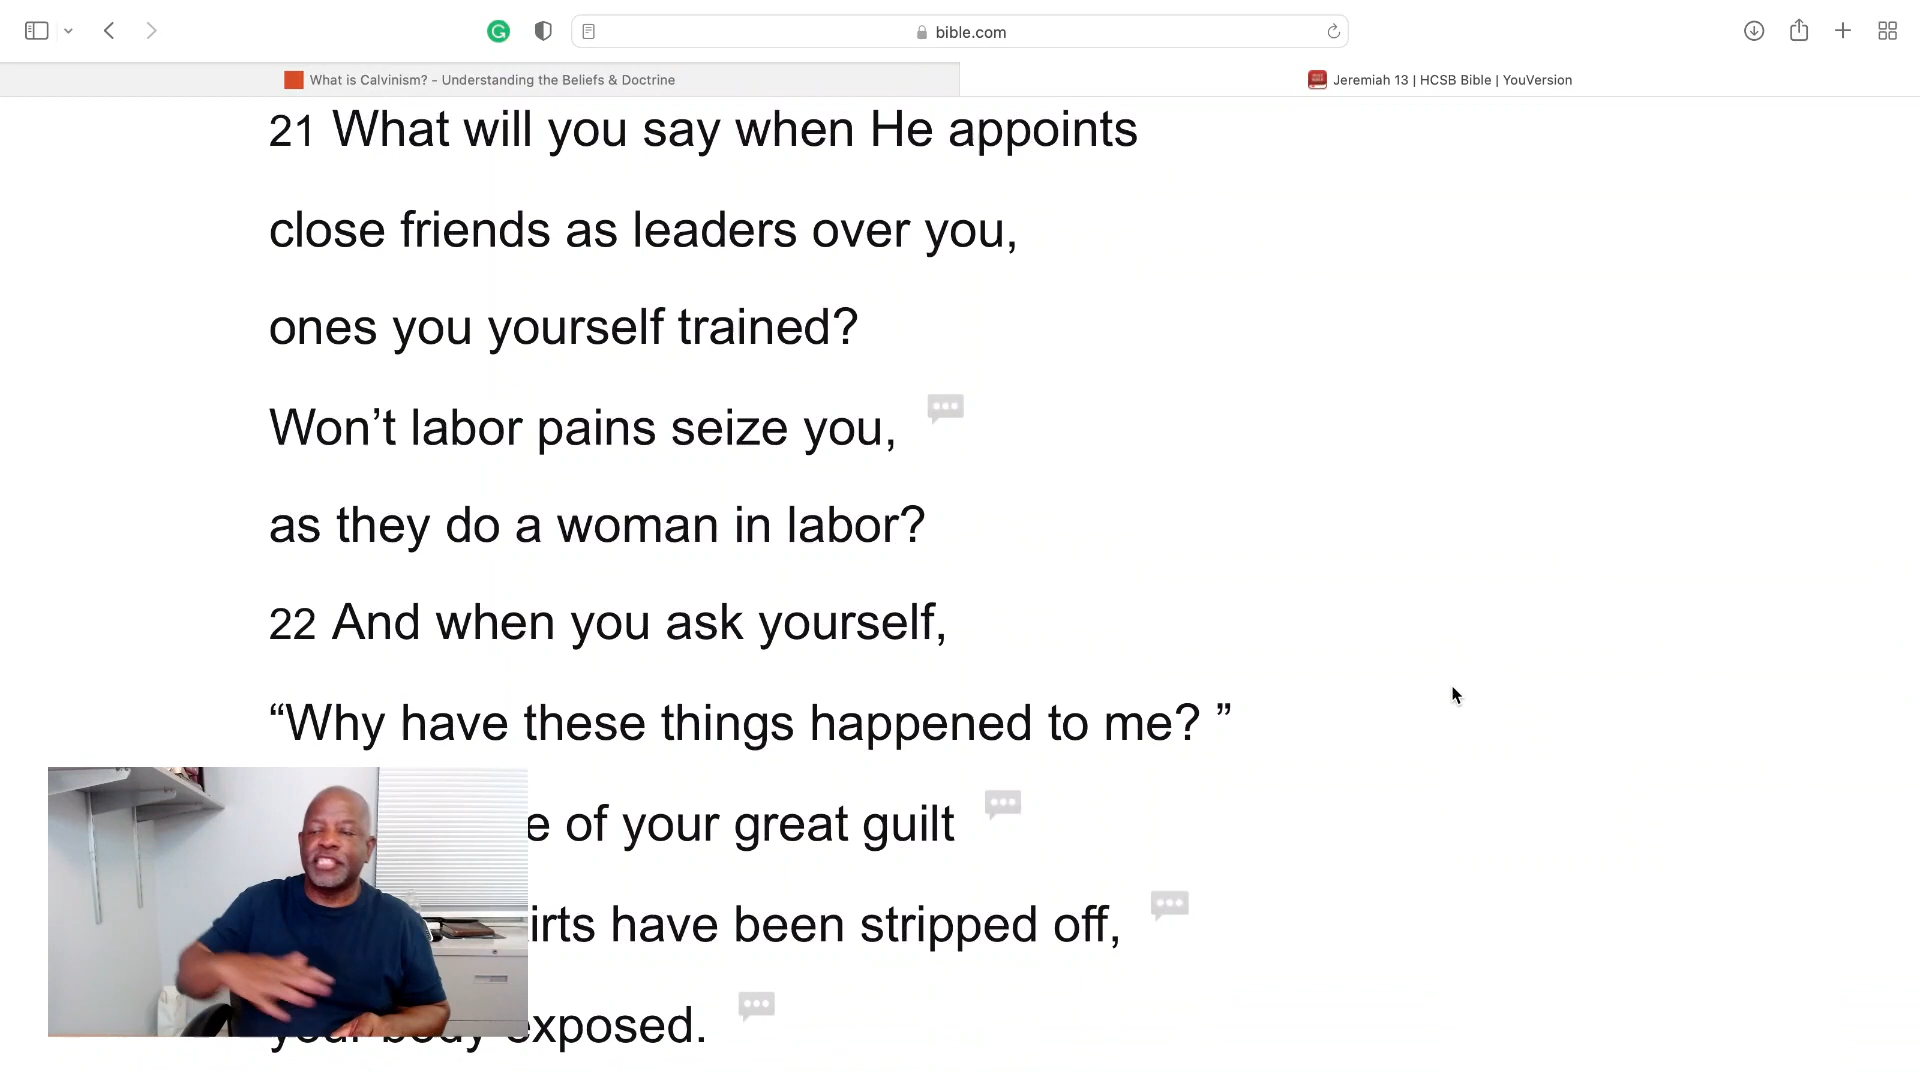 bible.com
What is Calvinism? - Understanding the Beliefs & Doctrine
Jeremiah 13 | HCSB Bible | YouVersion
21 What will you say when He appoints
close friends as leaders over you,
ones you yourself trained?
Won’t labor pains seize you,
as they do a woman in labor?
22 And when you ask yourself,
“Why have these things happened to me? ”
of your great guilt
have been stripped off,
your body exposed.